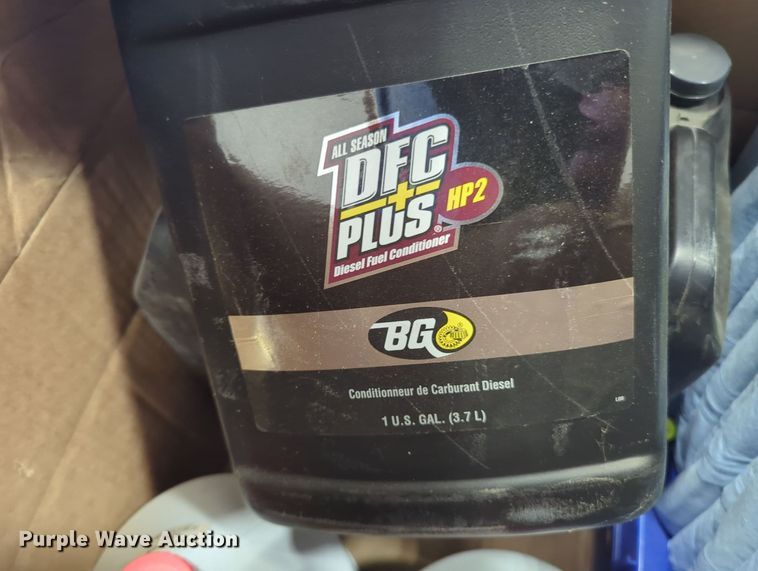 ALL SEASON
DFC
+
PLUS®
HP2
Diesel Fuel Conditioner
BG
Conditionneur de Carburant Diesel
1 U.S. GAL. (3.7 L)
Purple Wave Auction